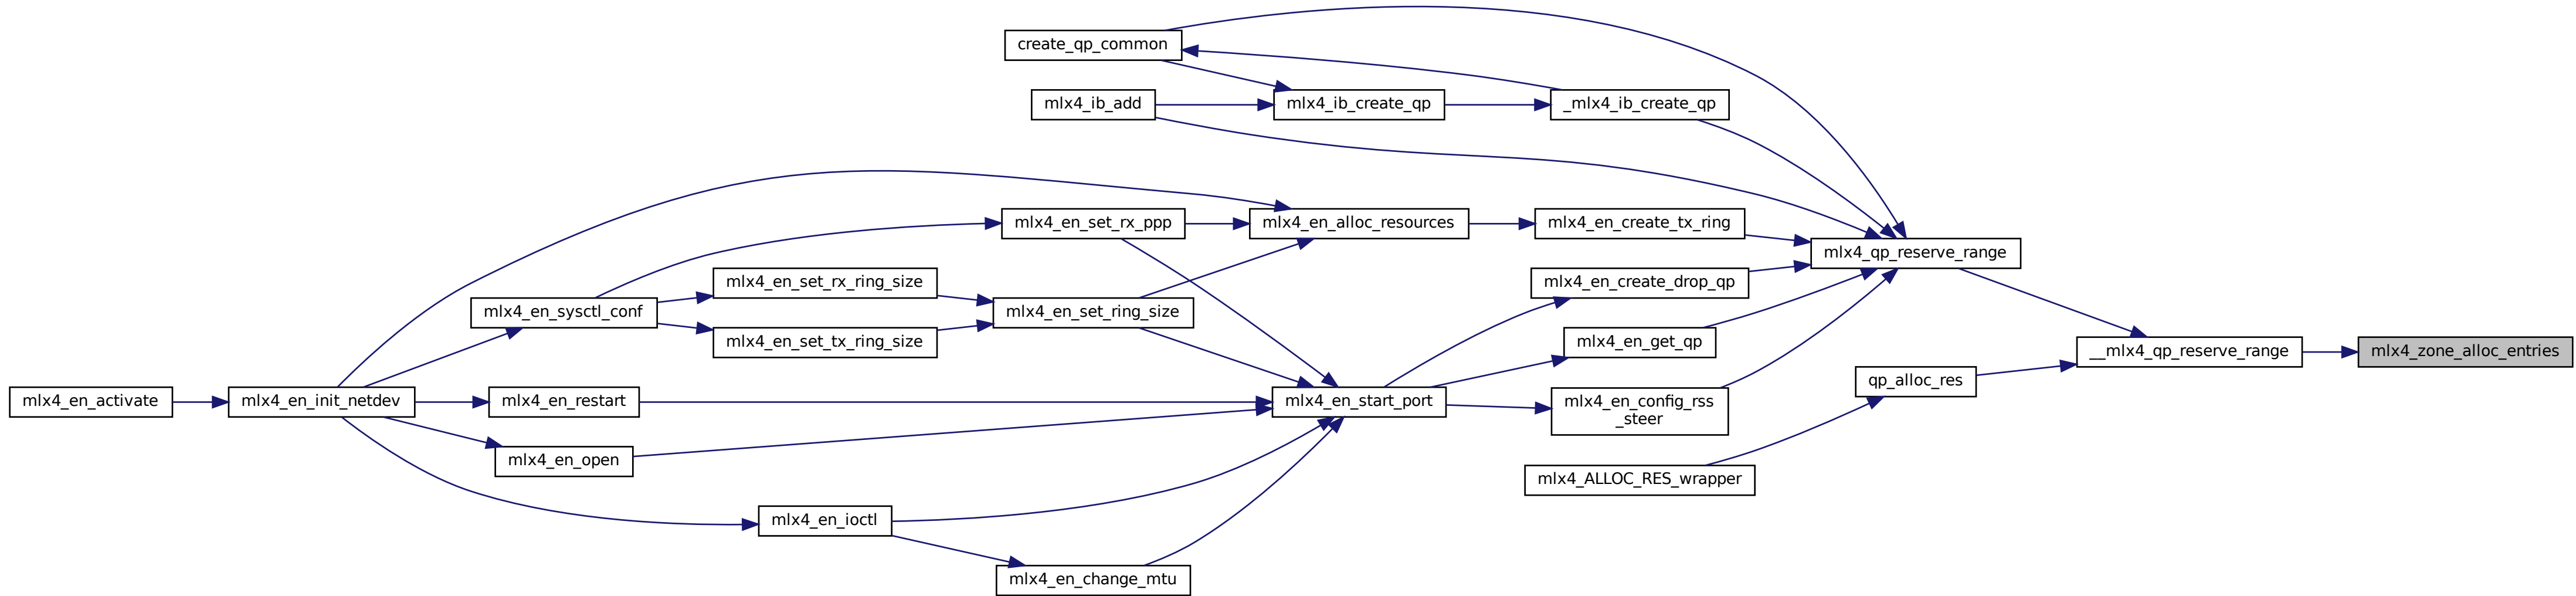 create_qp_common
mlx4_ib_add
mlx4_ib_create_qp
_mlx4_ib_create_qp
mlx4_en_set_rx_ppp
mlx4_en_alloc_resources
mlx4_en_create_tx_ring
mlx4_qp_reserve_range
mlx4_en_set_rx_ring_size
mlx4_en_create_drop_qp
mlx4_en_sysctl_conf
mlx4_en_set_ring_size
mlx4_en_set_tx_ring_size
mlx4_en_get_qp
__mlx4_qp_reserve_range
mlx4_zone_alloc_entries
qp_alloc_res
mlx4_en_activate
mlx4_en_init_netdev
mlx4_en_restart
mlx4_en_start_port
mlx4_en_config_rss
_steer
mlx4_en_open
mlx4_ALLOC_RES_wrapper
mlx4_en_ioctl
mlx4_en_change_mtu